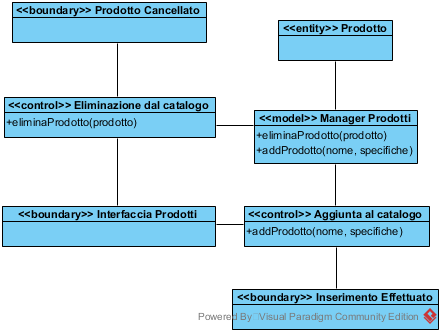 <<boundary>> Prodotto Cancellato
<<entity>> Prodotto
<<control>> Eliminazione dal catalogo
+eliminaProdotto(prodotto)
<<model>> Manager Prodotti
+eliminaProdotto(prodotto)
+addProdotto(nome, specifiche)
<<boundary>> Interfaccia Prodotti
<<control>> Aggiunta al catalogo
+addProdotto(nome, specifiche)
<<boundary>> Inserimento Effettuato
Powered By Visual Paradigm Community Edition